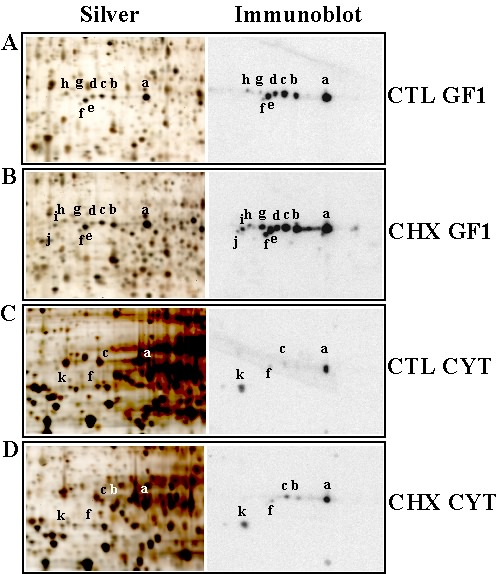 Silver Immunoblot
A
h g d c b a h g d c b a
f e f e
CTL GF1
B
i h g d c b a i h g d c b a
j f e j f e
CHX GF1
C
c a c a
k f k f
CTL CYT
D
c b a c b a
k f k f
CHX CYT